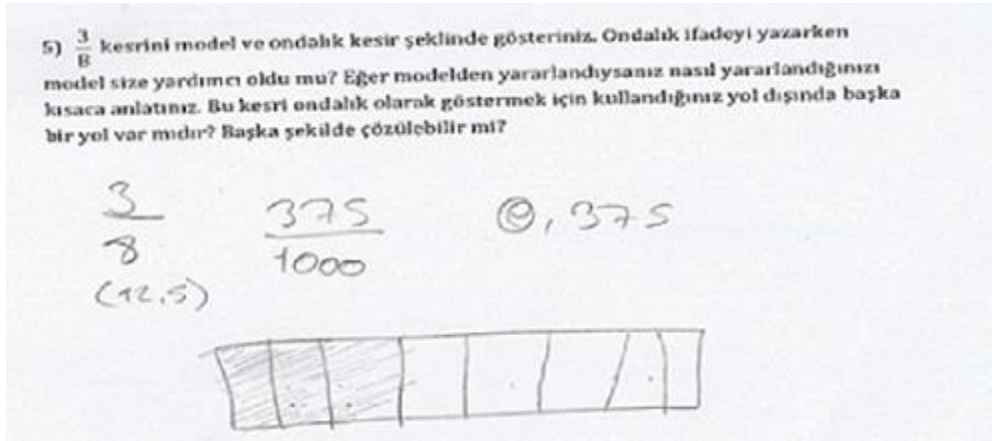 5) 3/8 kesrini model ve ondalık kesir şeklinde gösteriniz. Ondalık ifadeyi yazarken
model size yardımcı oldu mu? Eğer modelden yararlandıysanız nasıl yararlandığınızı
kısaca anlatınız. Bu kesri ondalık olarak göstermek için kullandığınız yol dışında başka
bir yol var mıdır? Başka şekilde çözülebilir mi?
3/8 375/1000 0,375
(12,5)